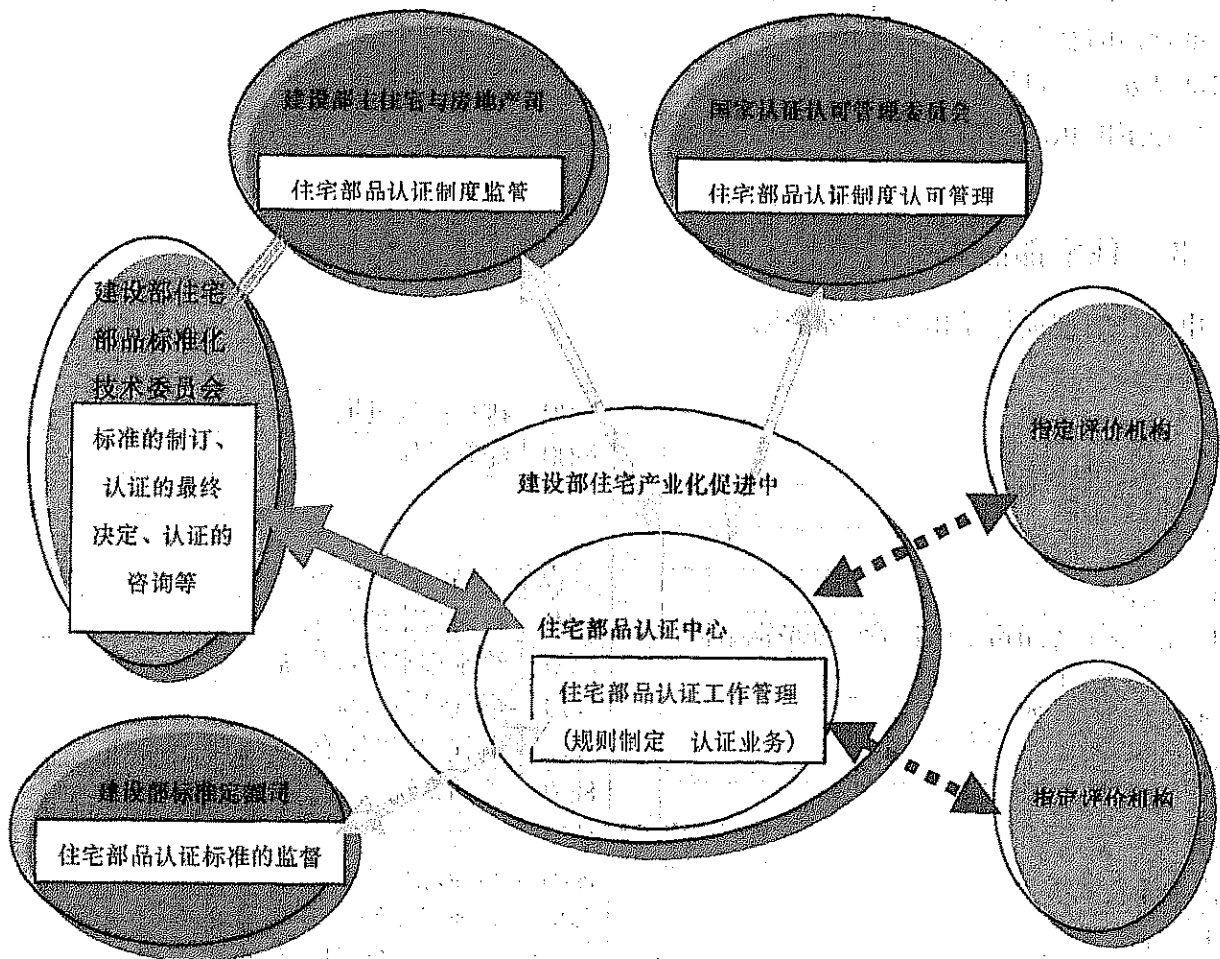 建设部主住宅与房地产司
住宅部品认证制度监管
国家认证认可管理委员会
住宅部品认证制度认可管理
建设部住宅
部品标准化
技术委员会
标准的制订、
认证的最终
决定、认证的
咨询等
指定评价机构
建设部住宅产业化促进中
住宅部品认证中心
住宅部品认证工作管理
(规则制定 认证业务)
建设部标准定额司
住宅部品认证标准的监督
指定评价机构